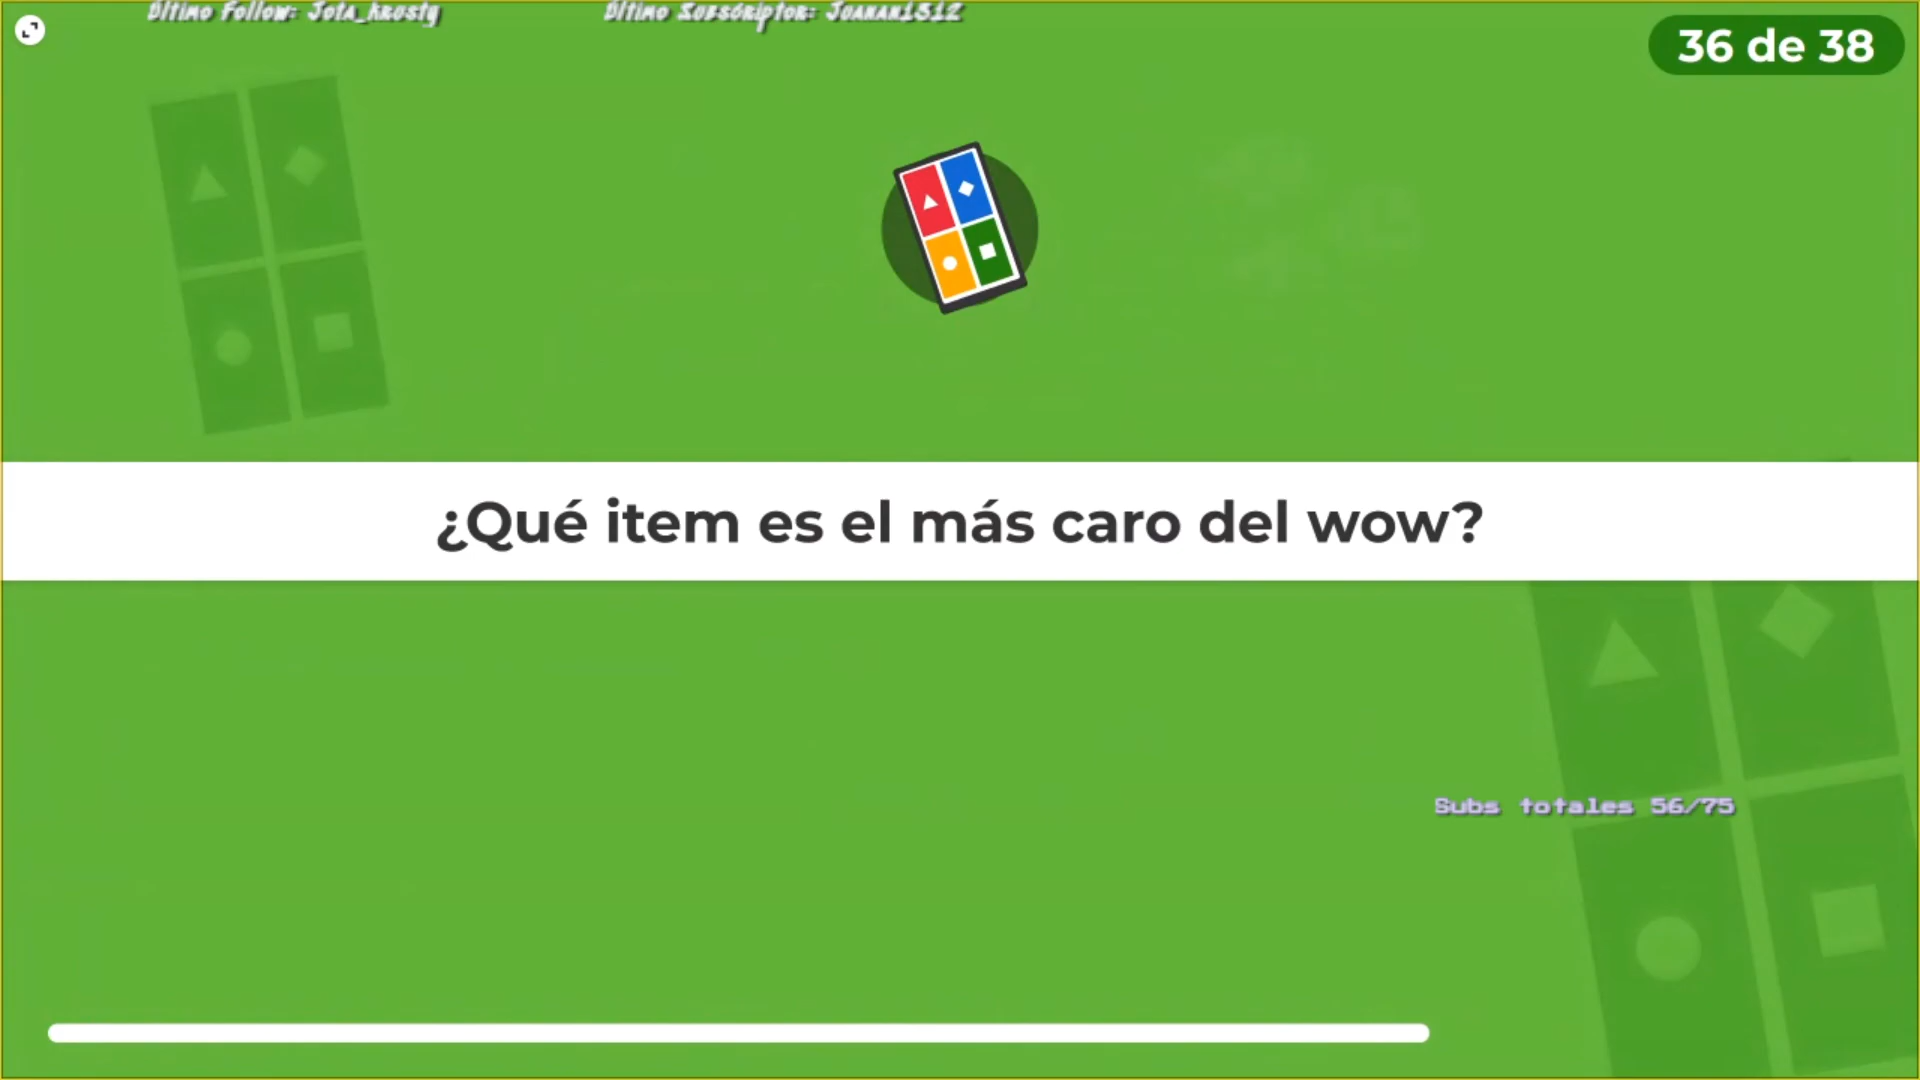 Último Follow: Jota_krosty
Último Subscriptor: Juanan1512
36 de 38
¿Qué item es el más caro del wow?
Subs totales 56/75